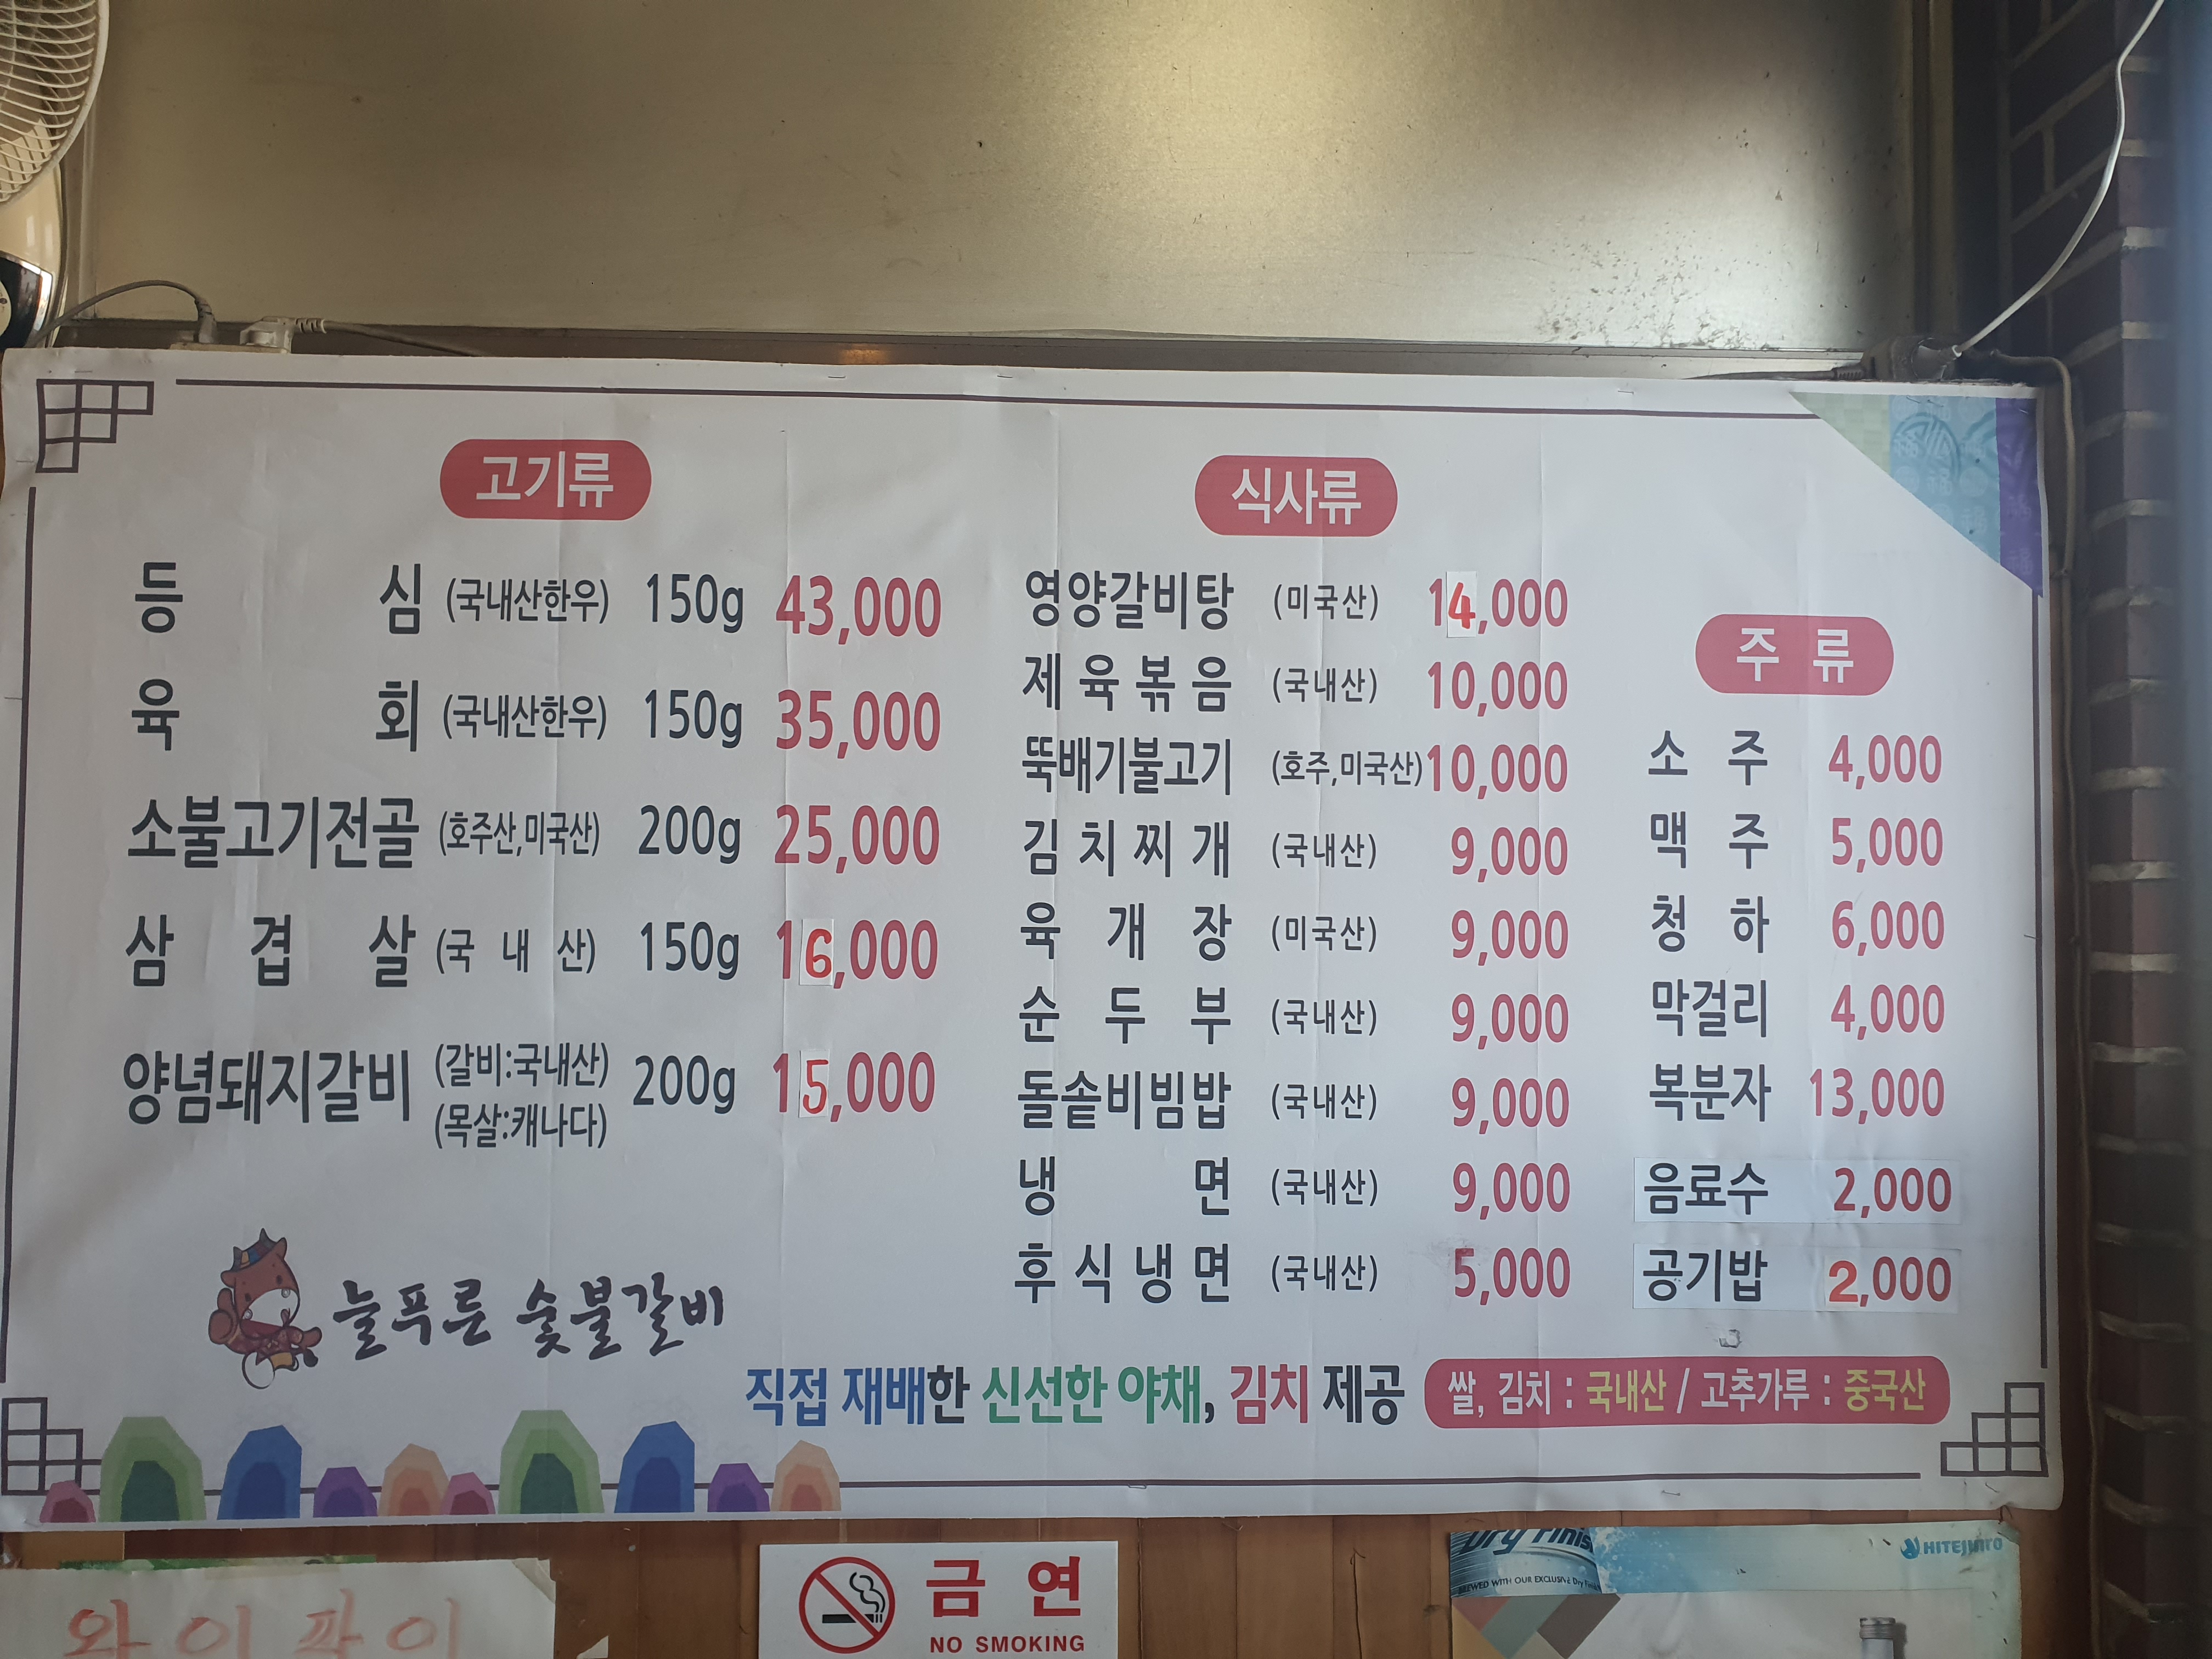 고기류
등심 (국내산한우) 150g 43,000
육회 (국내산한우) 150g 35,000
소불고기전골 (호주산,미국산) 200g 25,000
삼겹살 (국내산) 150g 16,000
양념돼지갈비 (갈비:국내산) (목살:캐나다) 200g 15,000
식사류
영양갈비탕 (미국산) 14,000
제육볶음 (국내산) 10,000
뚝배기불고기 (호주,미국산) 10,000
김치찌개 (국내산) 9,000
육개장 (미국산) 9,000
순두부 (국내산) 9,000
돌솥비빔밥 (국내산) 9,000
냉면 (국내산) 9,000
후식냉면 (국내산) 5,000
주류
소주 4,000
맥주 5,000
청하 6,000
막걸리 4,000
복분자 13,000
음료수 2,000
공기밥 2,000
늘푸른 숯불갈비
직접 재배한 신선한 야채, 김치 제공
쌀, 김치 : 국내산 / 고추가루 : 중국산
와이파이
금연
NO SMOKING
Dry Finish
BREWED WITH OUR EXCLUSIVE Dry
HITEJINRO